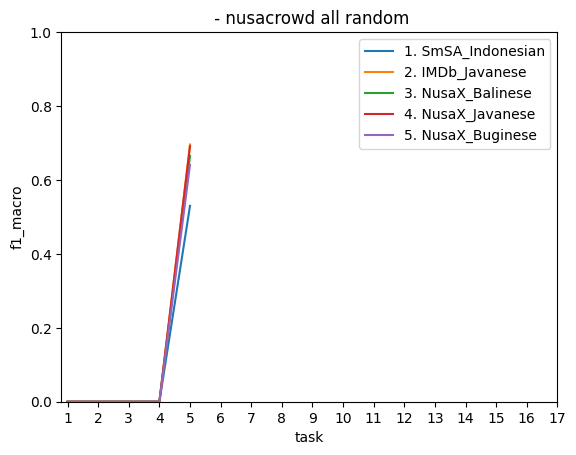 - nusacrowd all random
1.0
0.8
0.6
0.4
0.2
0.0
f1_macro
1. SmSA_Indonesian
2. IMDb_Javanese
3. NusaX_Balinese
4. NusaX_Javanese
5. NusaX_Buginese
1 2 3 4 5 6 7 8 9 10 11 12 13 14 15 16 17
task